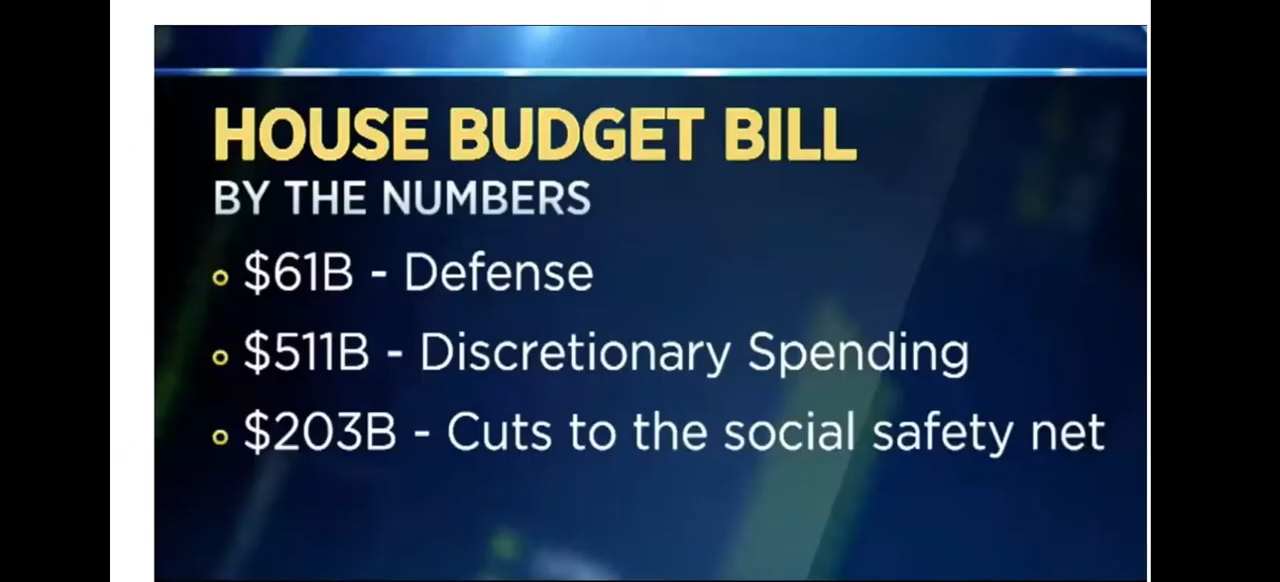 HOUSE BUDGET BILL
BY THE NUMBERS
$61B - Defense
$511B - Discretionary Spending
$203B - Cuts to the social safety net